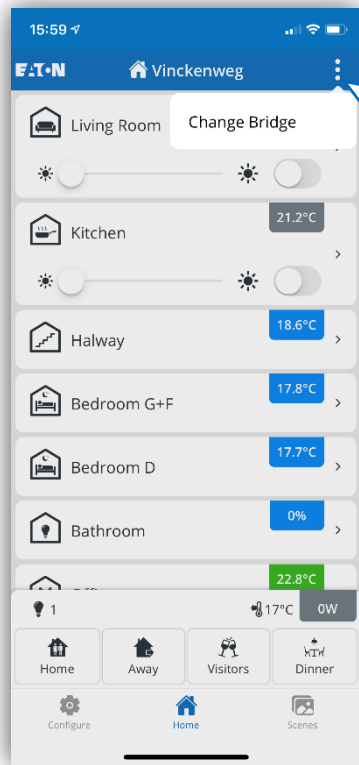 15:59
EATON
Vinckenweg
Living Room
Change Bridge
Kitchen
21.2°C
Halway
18.6°C
Bedroom G+F
17.8°C
Bedroom D
17.7°C
Bathroom
0%
22.8°C
1
17°C
0W
Home
Away
Visitors
Dinner
Configure
Home
Scenes